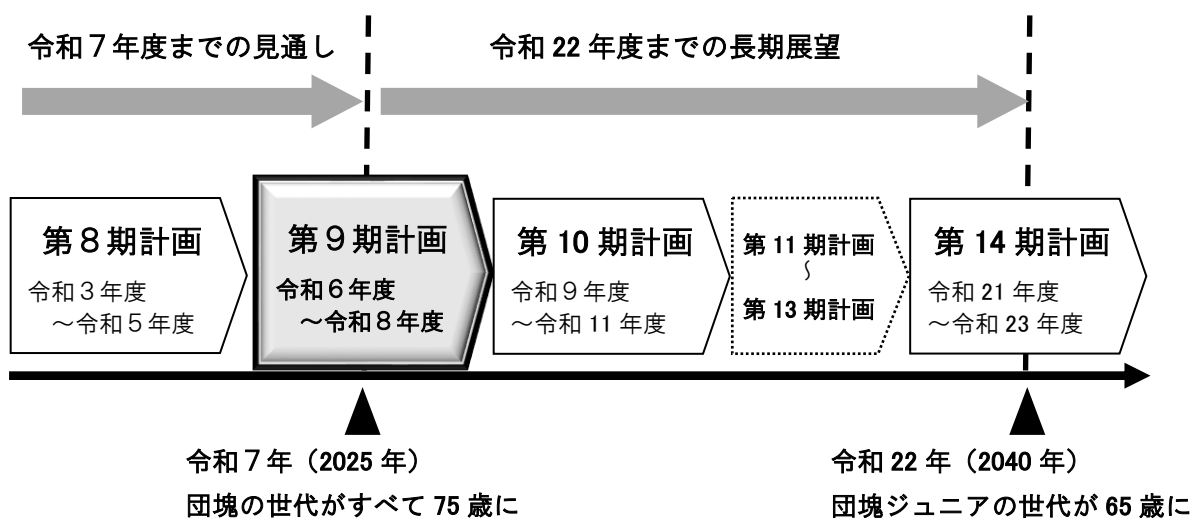 令和７年度までの見通し
令和 22 年度までの長期展望
第８期計画
令和３年度
～令和５年度
第９期計画
令和６年度
～令和８年度
第 10 期計画
令和９年度
～令和 11 年度
第 11 期計画
～
第 13 期計画
第 14 期計画
令和 21 年度
～令和 23 年度
令和７年（2025 年）
団塊の世代がすべて 75 歳に
令和 22 年（2040 年）
団塊ジュニアの世代が 65 歳に